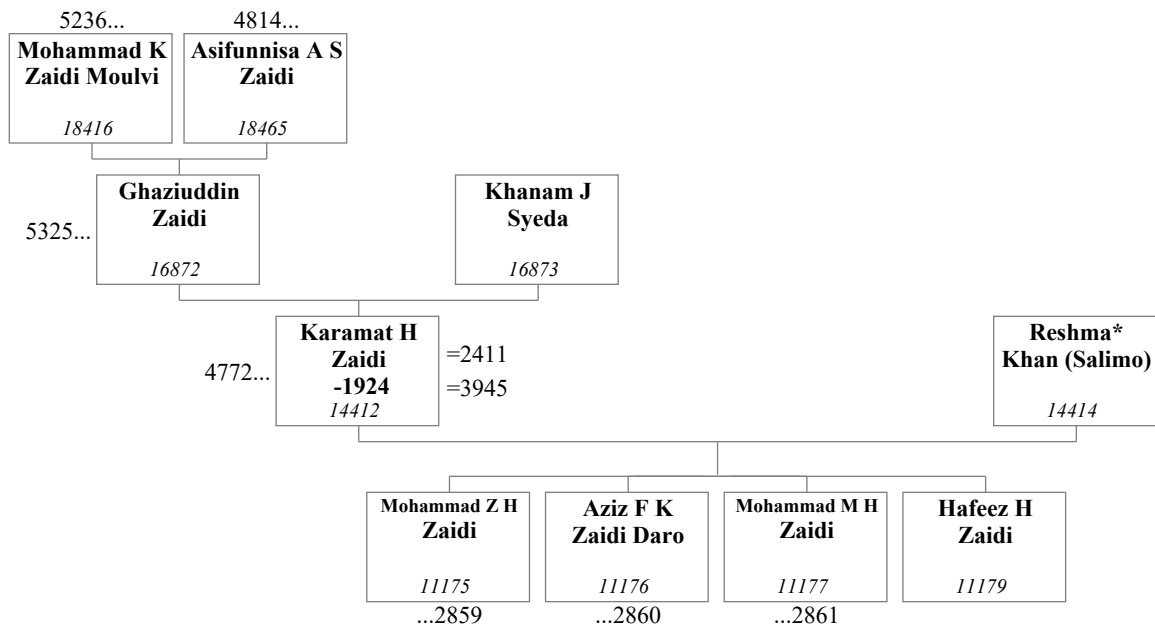 5236...
4814...
Mohammad K
Zaidi Moulvi
18416
Asifunnisa A S
Zaidi
18465
5325...
Ghaziuddin
Zaidi
16872
Khanam J
Syeda
16873
4772...
Karamat H
Zaidi
-1924
14412
=2411
=3945
Reshma*
Khan (Salimo)
14414
Mohammad Z H
Zaidi
11175
...2859
Aziz F K
Zaidi Daro
11176
...2860
Mohammad M H
Zaidi
11177
...2861
Hafeez H
Zaidi
11179